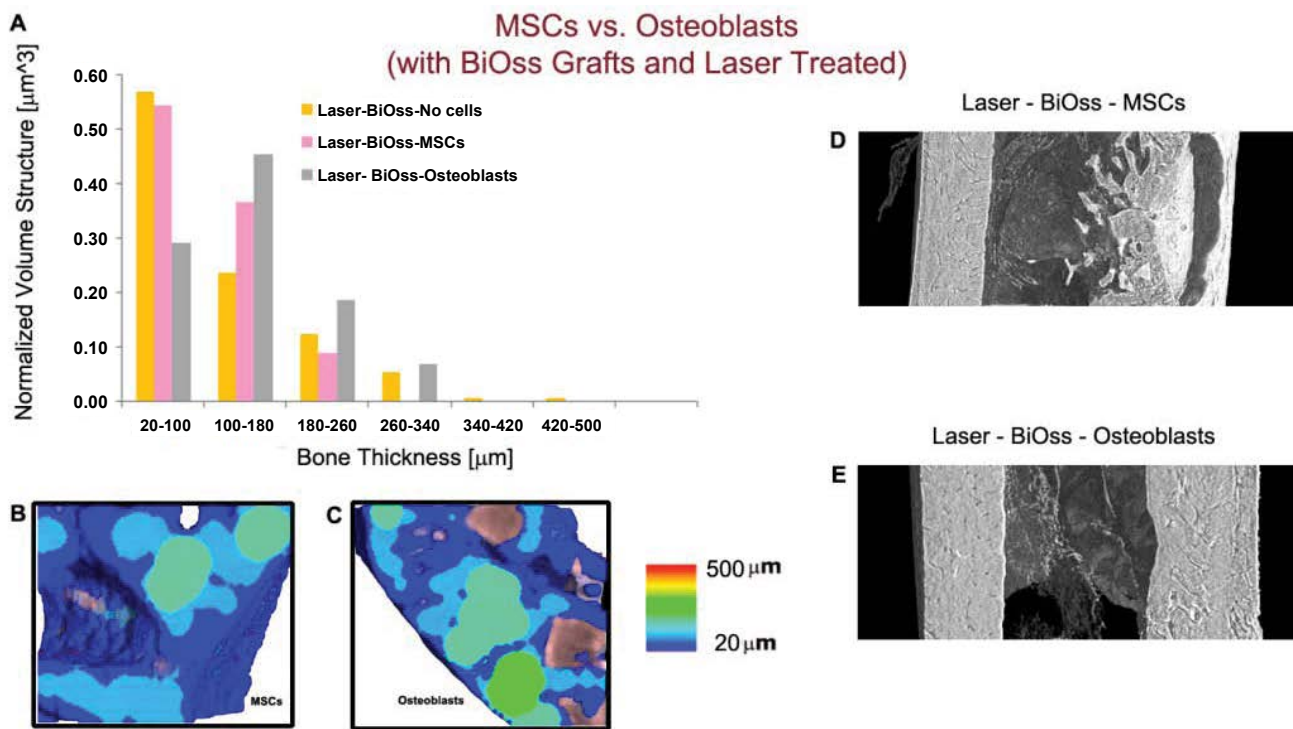 A
MSCs vs. Osteoblasts
(with BiOss Grafts and Laser Treated)
Normalized Volume Structure [µm^3]
0.60
0.50
0.40
0.30
0.20
0.10
0.00
Laser-BiOss-No cells
Laser-BiOss-MSCs
Laser- BiOss-Osteoblasts
20-100 100-180 180-260 260-340 340-420 420-500
Bone Thickness [µm]
Laser - BiOss - MSCs
D
Laser - BiOss - Osteoblasts
E
B
MSCs
C
Osteoblasts
500 µm
20 µm